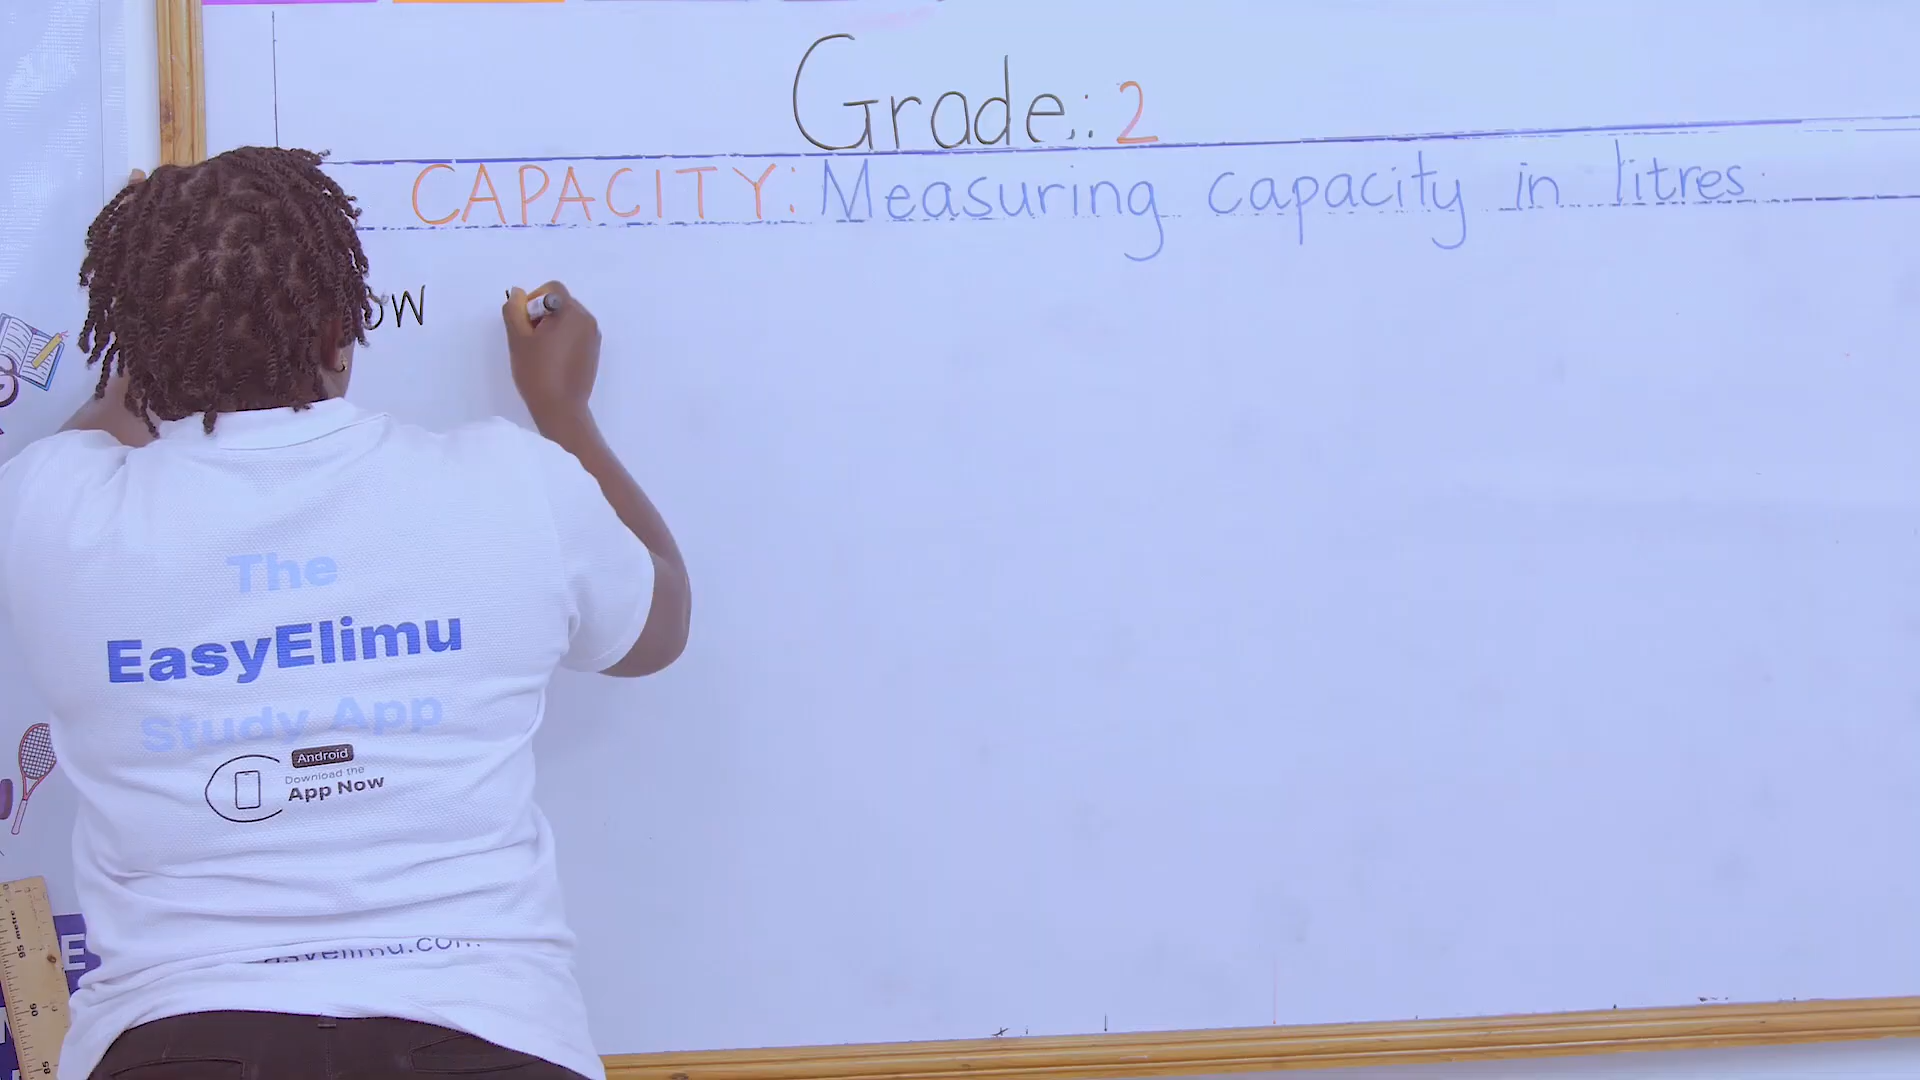 Grade: 2
CAPACITY: Measuring capacity in litres.
ow
The
EasyElimu
Study App
Android
Download the
App Now
easyelimu.com